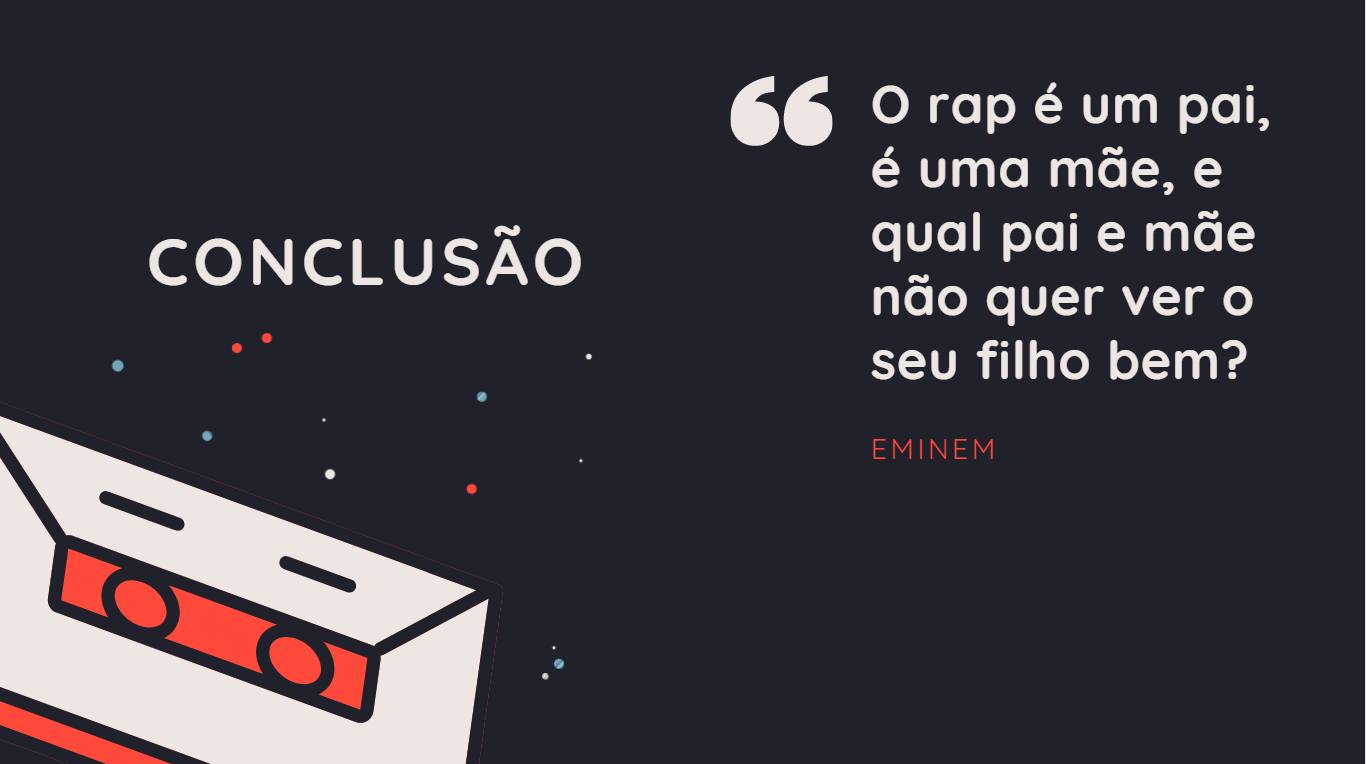 CONCLUSÃO
“
O rap é um pai,
é uma mãe, e
qual pai e mãe
não quer ver o
seu filho bem?
EMINEM